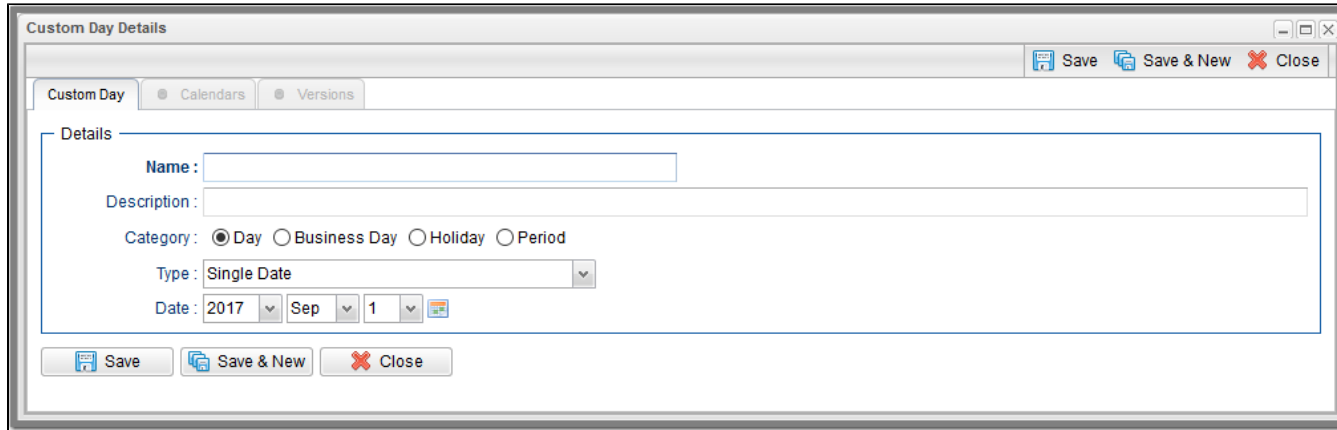 Custom Day Details
Save Save & New Close
Custom Day Calendars Versions
Details
Name :
Description :
Category : Day Business Day Holiday Period
Type : Single Date
Date : 2017 Sep 1
Save Save & New Close